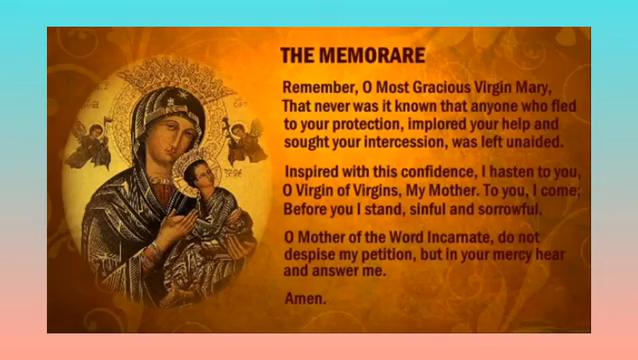 THE MEMORARE
Remember, O Most Gracious Virgin Mary,
That never was it known that anyone who fled
to your protection, implored your help and
sought your intercession, was left unaided.
Inspired with this confidence, I hasten to you,
O Virgin of Virgins, My Mother. To you, I come;
Before you I stand, sinful and sorrowful.
O Mother of the Word Incarnate, do not
despise my petition, but in your mercy hear
and answer me.
Amen.